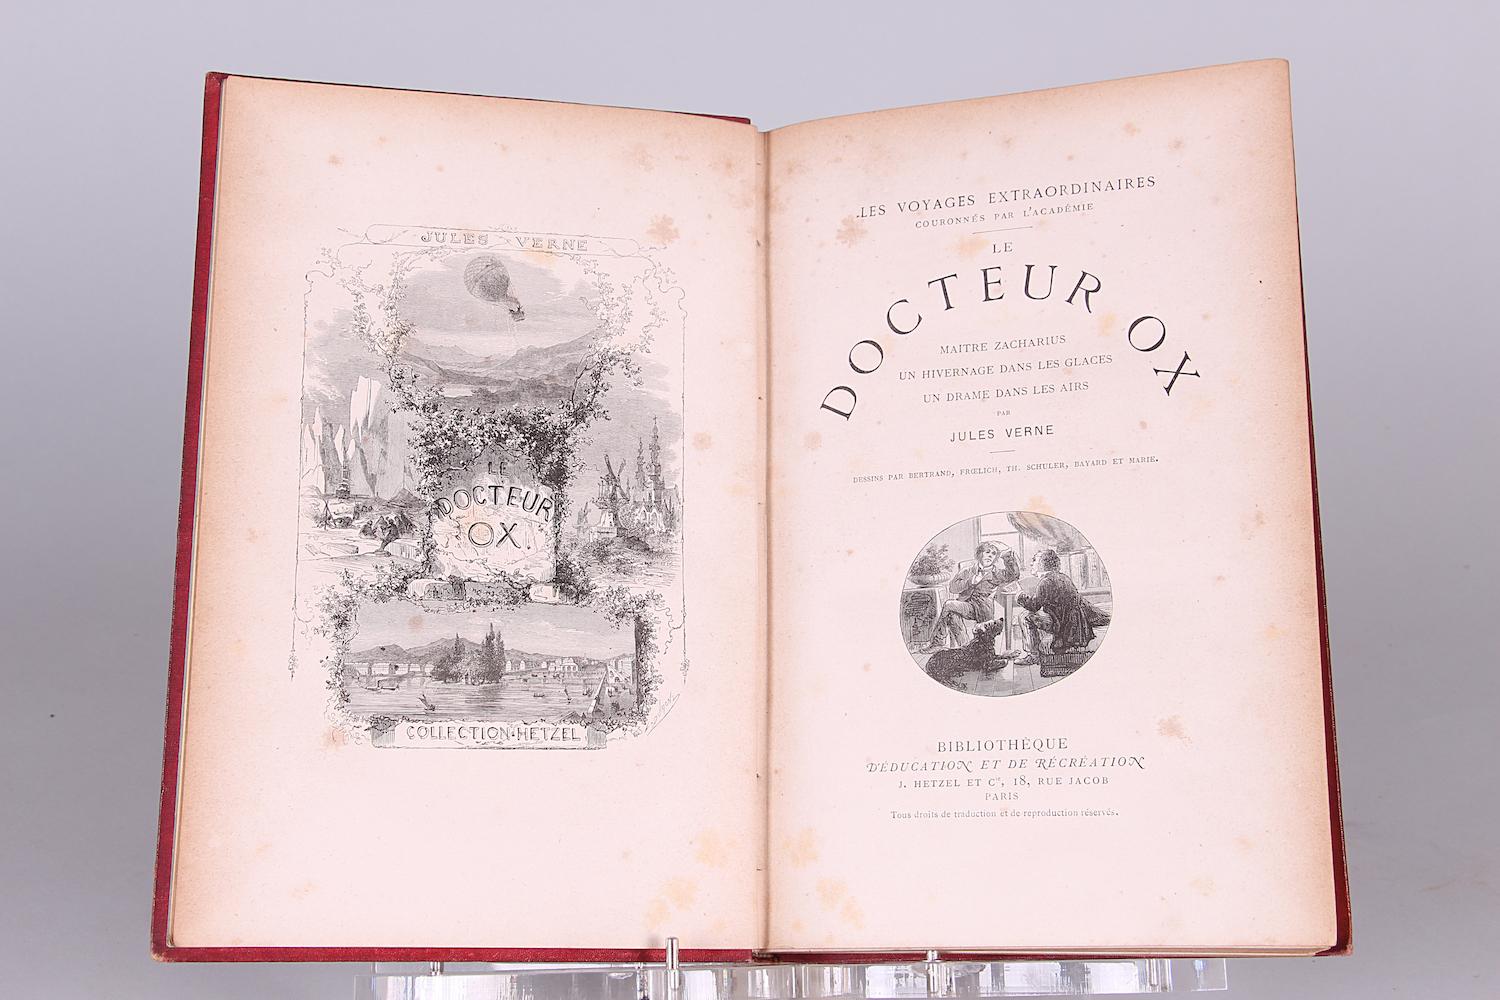 JULES VERNE
LE
DOCTEUR
OX.
COLLECTION·HETZEL
LES VOYAGES EXTRAORDINAIRES
COURONNÉS PAR L'ACADÉMIE
LE
DOCTEUR OX
MAITRE ZACHARIUS
UN HIVERNAGE DANS LES GLACES
UN DRAME DANS LES AIRS
PAR
JULES VERNE
DESSINS PAR BERTRAND, FRŒLICH, TH. SCHULER, BAYARD ET MARIE.
BIBLIOTHÈQUE
D'ÉDUCATION ET DE RÉCRÉATION
J. HETZEL ET Cie, 18, RUE JACOB
PARIS
Tous droits de traduction et de reproduction réservés.